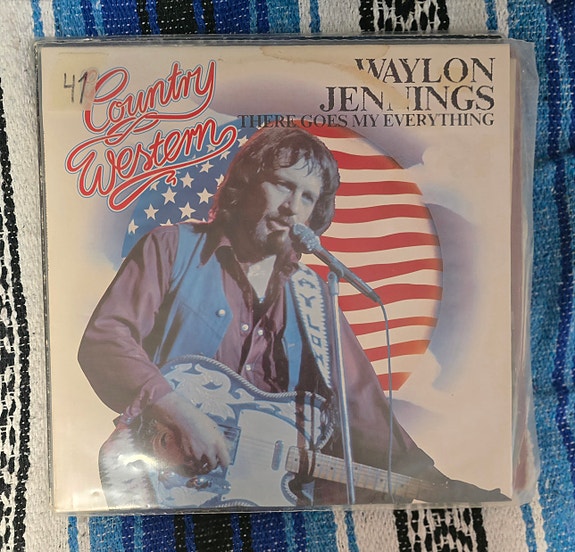 41
Country
Western
WAYLON
JENNINGS
THERE GOES MY EVERYTHING